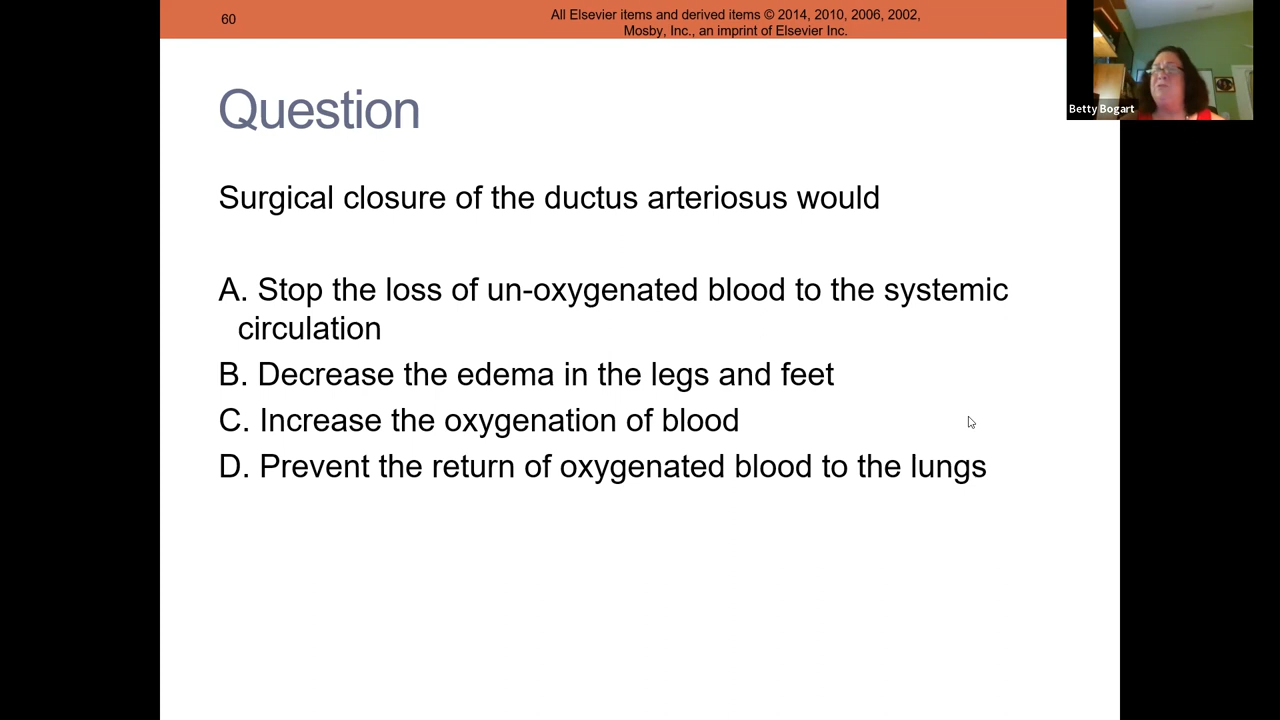 60
All Elsevier items and derived items © 2014, 2010, 2006, 2002,
Mosby, Inc., an imprint of Elsevier Inc.
Betty Bogart
Question
Surgical closure of the ductus arteriosus would
A. Stop the loss of un-oxygenated blood to the systemic
circulation
B. Decrease the edema in the legs and feet
C. Increase the oxygenation of blood
D. Prevent the return of oxygenated blood to the lungs